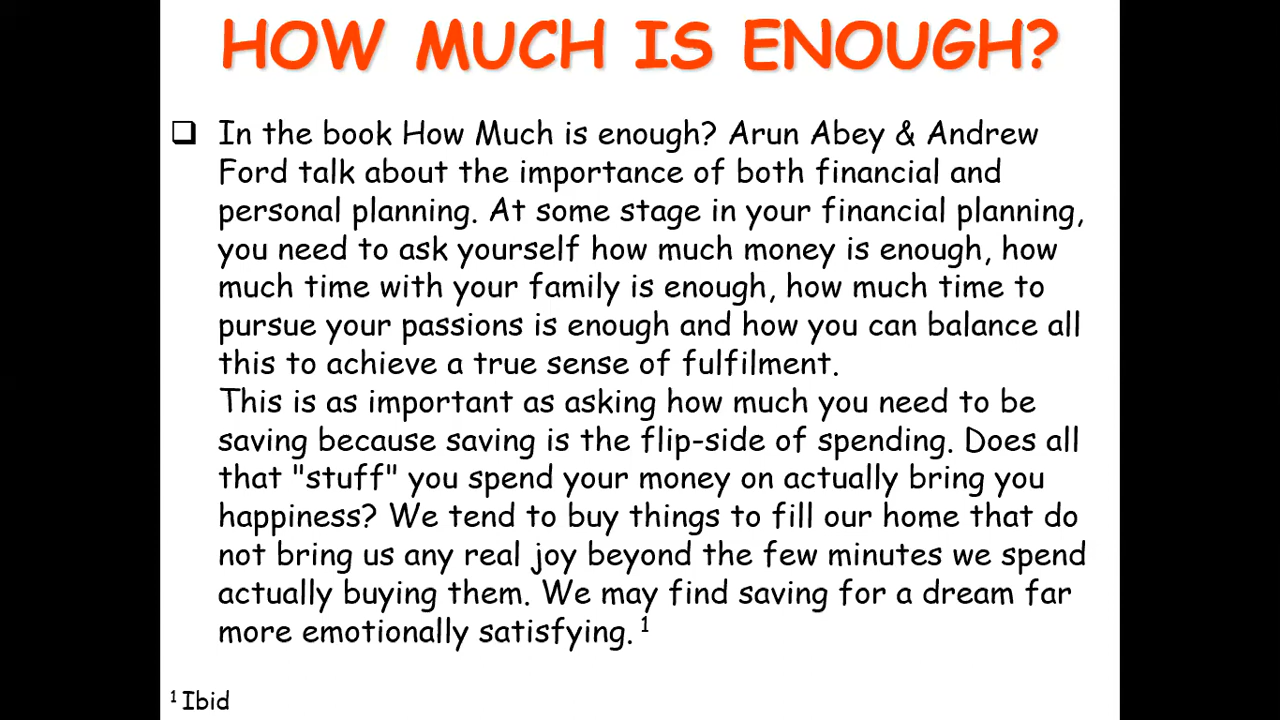 HOW MUCH IS ENOUGH?
❑ In the book How Much is enough? Arun Abey & Andrew
Ford talk about the importance of both financial and
personal planning. At some stage in your financial planning,
you need to ask yourself how much money is enough, how
much time with your family is enough, how much time to
pursue your passions is enough and how you can balance all
this to achieve a true sense of fulfilment.
This is as important as asking how much you need to be
saving because saving is the flip-side of spending. Does all
that "stuff" you spend your money on actually bring you
happiness? We tend to buy things to fill our home that do
not bring us any real joy beyond the few minutes we spend
actually buying them. We may find saving for a dream far
more emotionally satisfying. ¹
¹ Ibid